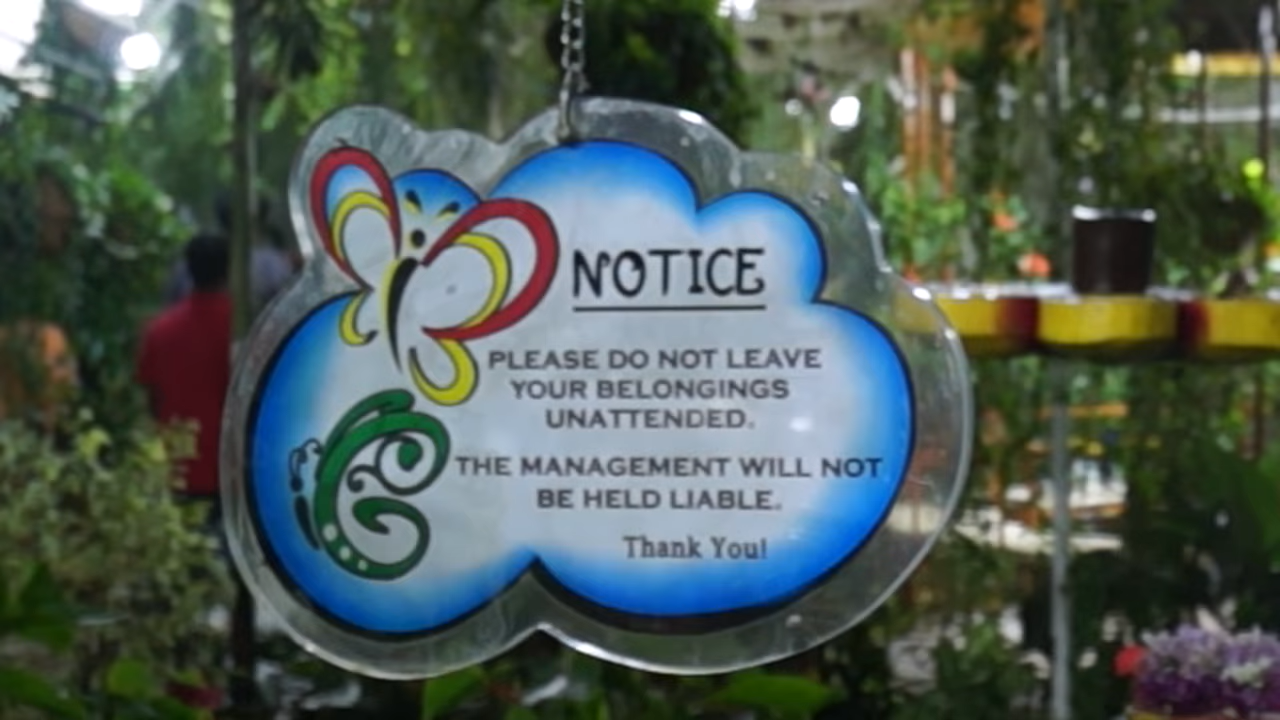 NOTICE
PLEASE DO NOT LEAVE
YOUR BELONGINGS
UNATTENDED.
THE MANAGEMENT WILL NOT
BE HELD LIABLE.
Thank You!